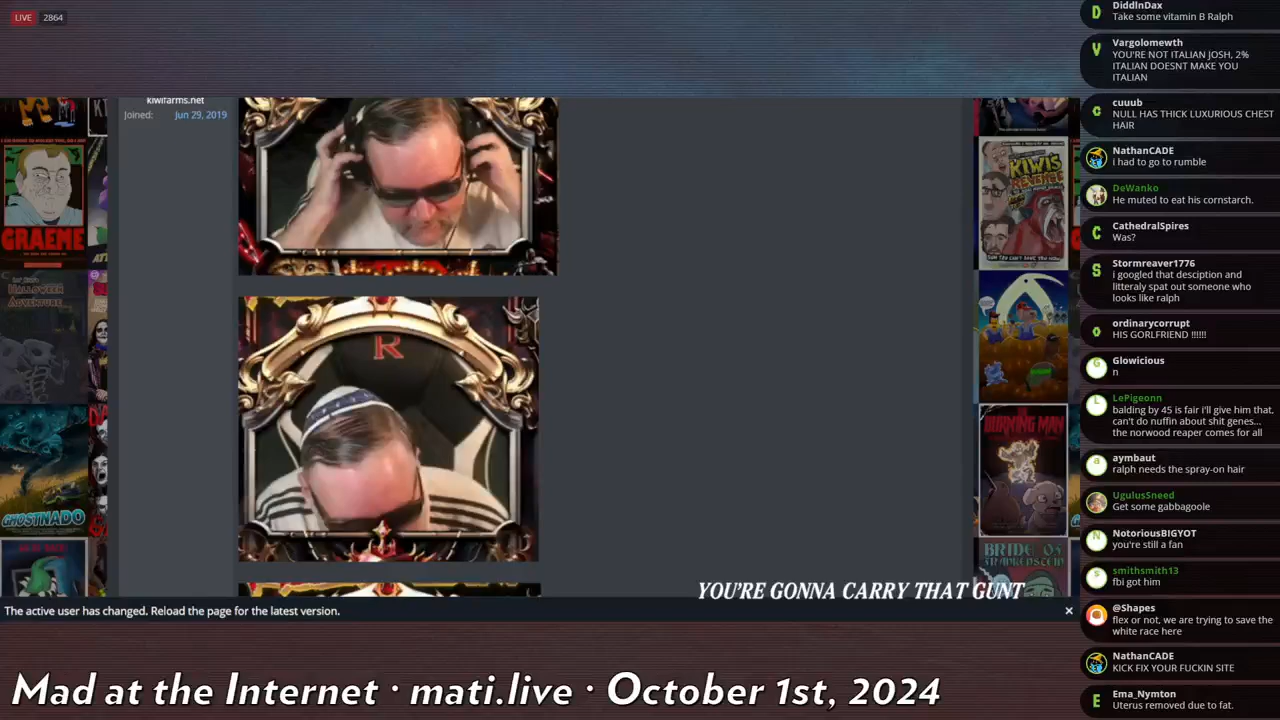 LIVE 2864
kiwifarms.net
Joined: Jun 29, 2019
GRAEME
HALLOWEEN
ADVENTURE
GHOSTNADO
R
KIWI'S
REVENGE
BURNING MAN
BRIDE OF
FRANKENSTEIN
YOU'RE GONNA CARRY THAT GUNT
The active user has changed. Reload the page for the latest version. ×
Mad at the Internet · mati.live · October 1st, 2024
D
DiddInDax
Take some vitamin B Ralph
V
Vargolomewth
YOU'RE NOT ITALIAN JOSH, 2%
ITALIAN DOESNT MAKE YOU
ITALIAN
C
cuuub
NULL HAS THICK LUXURIOUS CHEST
HAIR
NathanCADE
i had to go to rumble
DeWanko
He muted to eat his cornstarch.
C
CathedralSpires
Was?
S
Stormreaver1776
i googled that desciption and
litteraly spat out someone who
looks like ralph
o
ordinarycorrupt
HIS GORLFRIEND !!!!!!
G
Glowicious
n
L
LePigeonn
balding by 45 is fair i'll give him that,
can't do nuffin about shit genes...
the norwood reaper comes for all
a
aymbaut
ralph needs the spray-on hair
UgulusSneed
Get some gabbagoole
N
NotoriousBIGYOT
you're still a fan
s
smithsmith13
fbi got him
@Shapes
flex or not, we are trying to save the
white race here
NathanCADE
KICK FIX YOUR FUCKIN SITE
E
Ema_Nymton
Uterus removed due to fat.